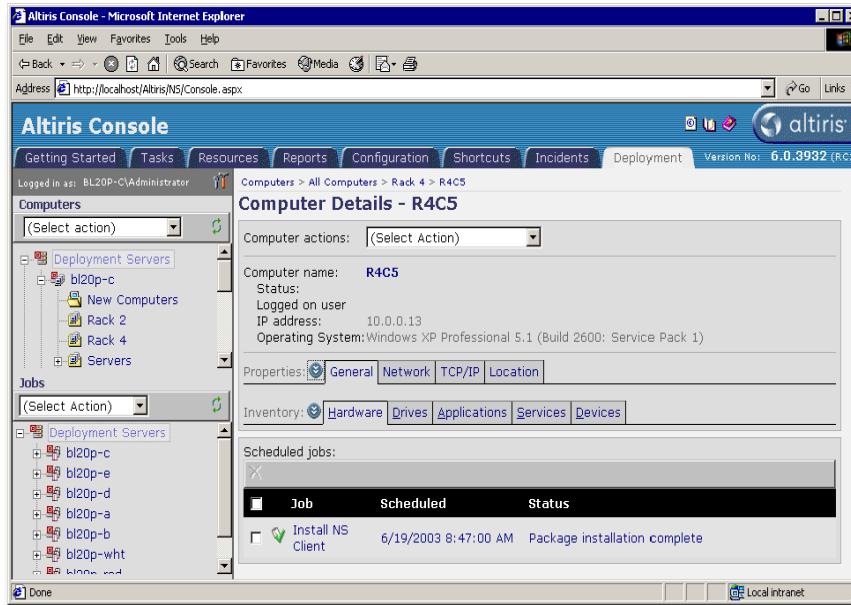 Altiris Console - Microsoft Internet Explorer
File Edit View Favorites Tools Help
Back Search Favorites Media
Address http://localhost/Altiris/NS/Console.aspx Go Links
Altiris Console altiris
Getting Started Tasks Resources Reports Configuration Shortcuts Incidents Deployment Version No: 6.0.3932 (RC
Logged in as: BL20P-C\Administrator
Computers > All Computers > Rack 4 > R4C5
Computers
Computer Details - R4C5
(Select action)
Computer actions: (Select Action)
Deployment Servers
bl20p-c
New Computers
Rack 2
Rack 4
Servers
Computer name: R4C5
Status:
Logged on user
IP address: 10.0.0.13
Operating System: Windows XP Professional 5.1 (Build 2600: Service Pack 1)
Properties: General Network TCP/IP Location
Jobs
(Select Action)
Inventory: Hardware Drives Applications Services Devices
Deployment Servers
bl20p-c
bl20p-e
bl20p-d
bl20p-a
bl20p-b
bl20p-wht
Scheduled jobs:
Job Scheduled Status
Install NS Client 6/19/2003 8:47:00 AM Package installation complete
Done Local intranet